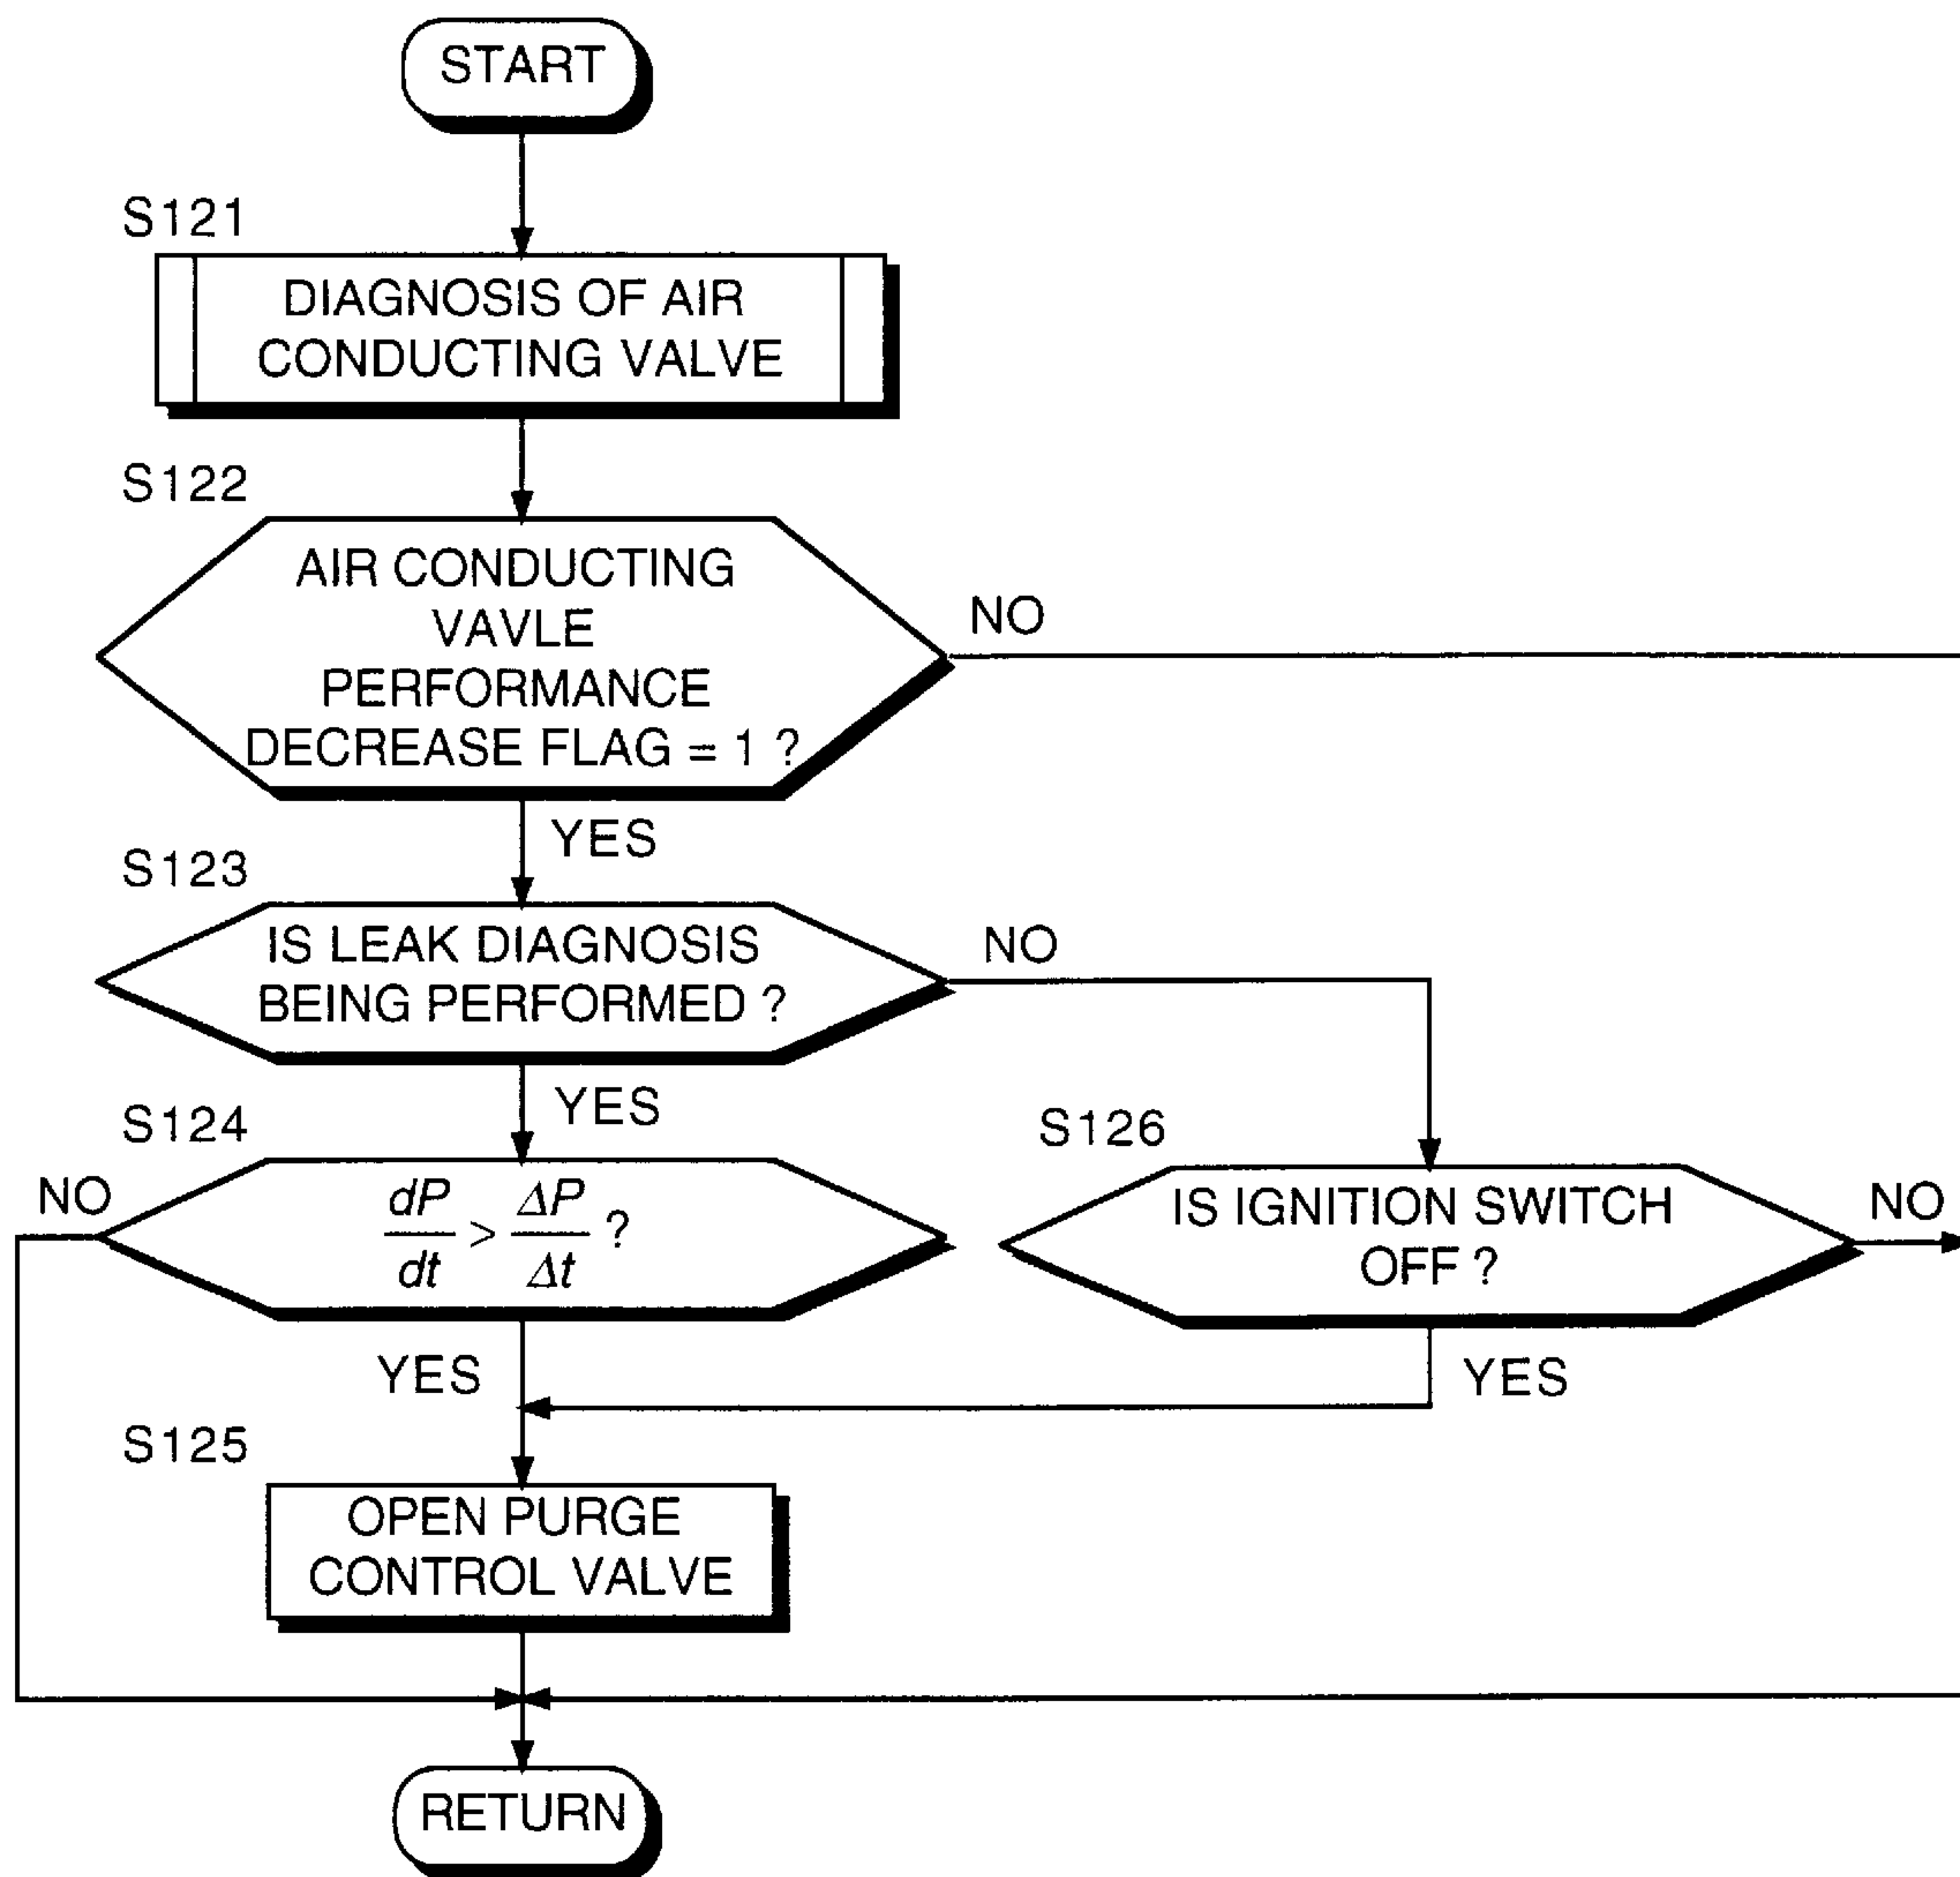 START
S121
DIAGNOSIS OF AIR
CONDUCTING VALVE
S122
AIR CONDUCTING
VAVLE
PERFORMANCE
DECREASE FLAG = 1 ?
NO
YES
S123
IS LEAK DIAGNOSIS
BEING PERFORMED ?
NO
YES
S124
NO
dP/dt > ΔP/Δt ?
YES
S126
IS IGNITION SWITCH
OFF ?
NO
YES
S125
OPEN PURGE
CONTROL VALVE
RETURN